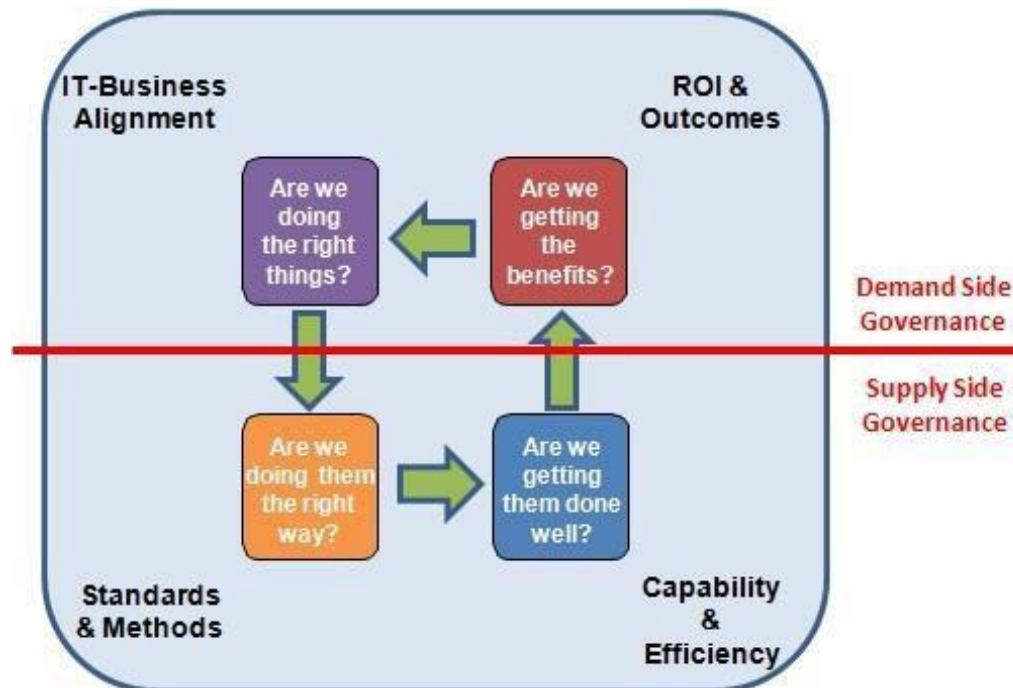 IT-Business
Alignment
ROI &
Outcomes
Are we
doing
the right
things?
Are we
getting
the
benefits?
Demand Side
Governance
Supply Side
Governance
Are we
doing them
the right
way?
Are we
getting
them done
well?
Standards
& Methods
Capability
&
Efficiency